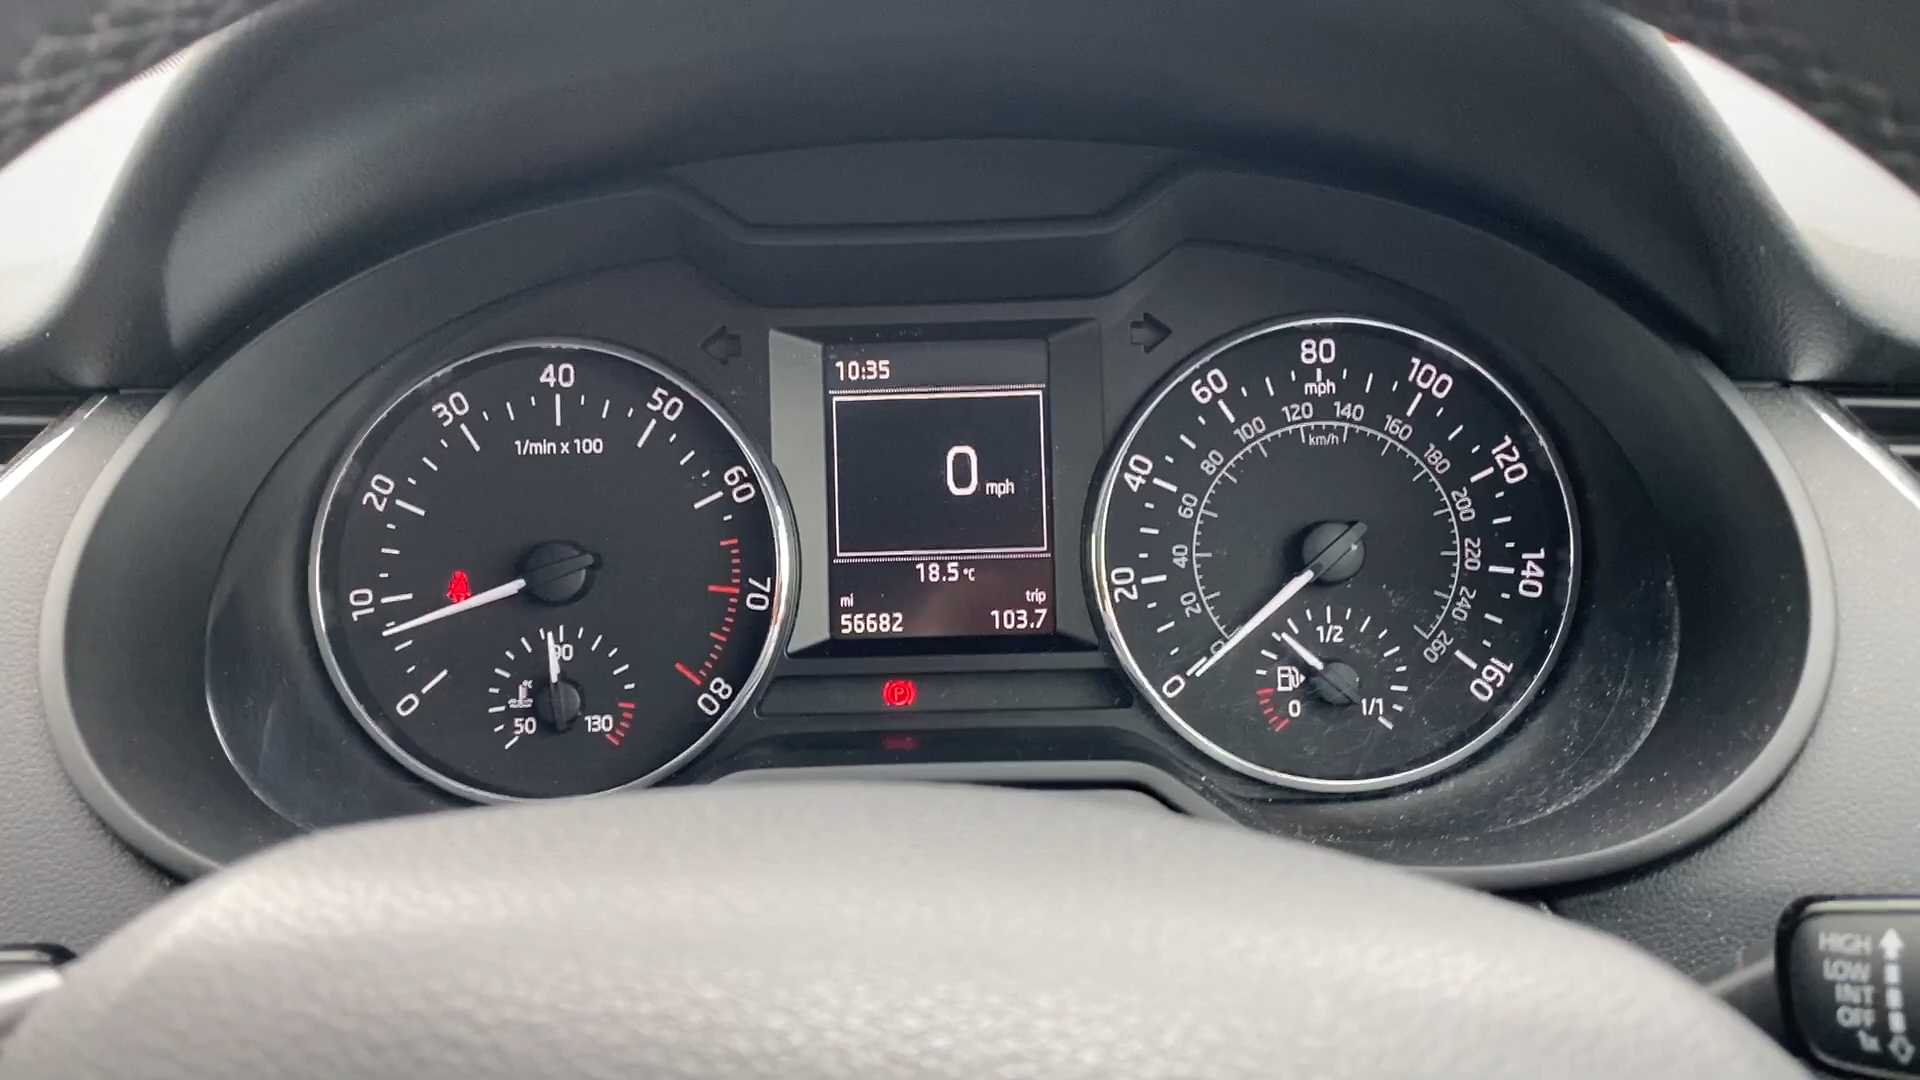 0
10
20
30
40
50
60
70
80
1/min x 100
50
90
130
°C
10:35
0 mph
18.5 °C
mi
trip
56682
103.7
(P)
0
20
40
60
80
100
120
140
160
mph
0
20
40
60
80
100
120
140
160
180
200
220
240
260
km/h
0
1/2
1/1
HIGH
LOW
INT
OFF
1x